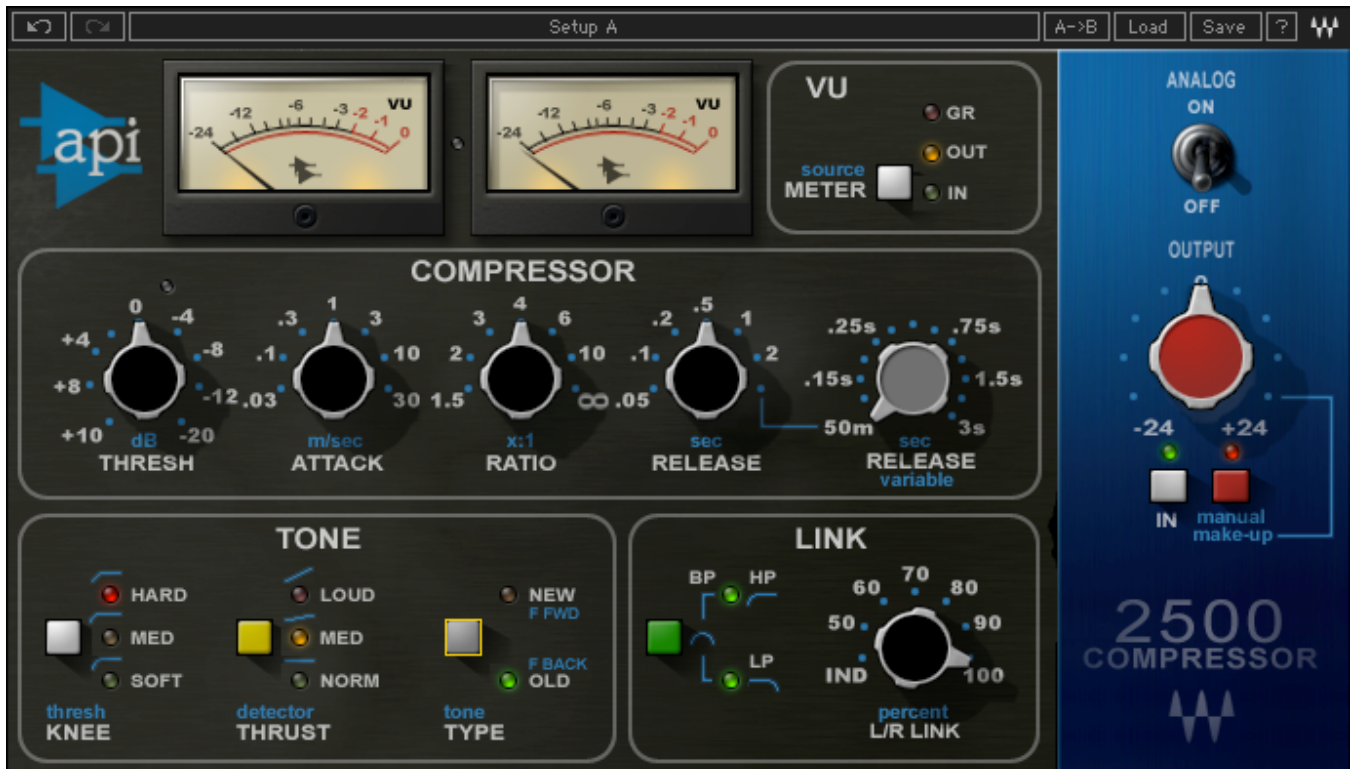 Setup A
A->B
Load
Save
?
api
-24 -12 -6 -3 -2 -1 0 VU
-24 -12 -6 -3 -2 -1 0 VU
VU
GR
OUT
IN
source
METER
ANALOG
ON
OFF
OUTPUT
0
-24 +24
IN
manual
make-up
2500
COMPRESSOR
COMPRESSOR
+10 +8 +4 0 -4 -8 -12 -20
dB
THRESH
.03 .1 .3 1 3 10 30
m/sec
ATTACK
1.5 2 3 4 6 10 ∞
x:1
RATIO
.05 .1 .2 .5 1 2
sec
RELEASE
50m .15s .25s .75s 1.5s 3s
sec
RELEASE
variable
TONE
HARD
MED
SOFT
thresh
KNEE
LOUD
MED
NORM
detector
THRUST
NEW
F FWD
F BACK
OLD
tone
TYPE
LINK
BP HP
LP
IND 50 60 70 80 90 100
percent
L/R LINK